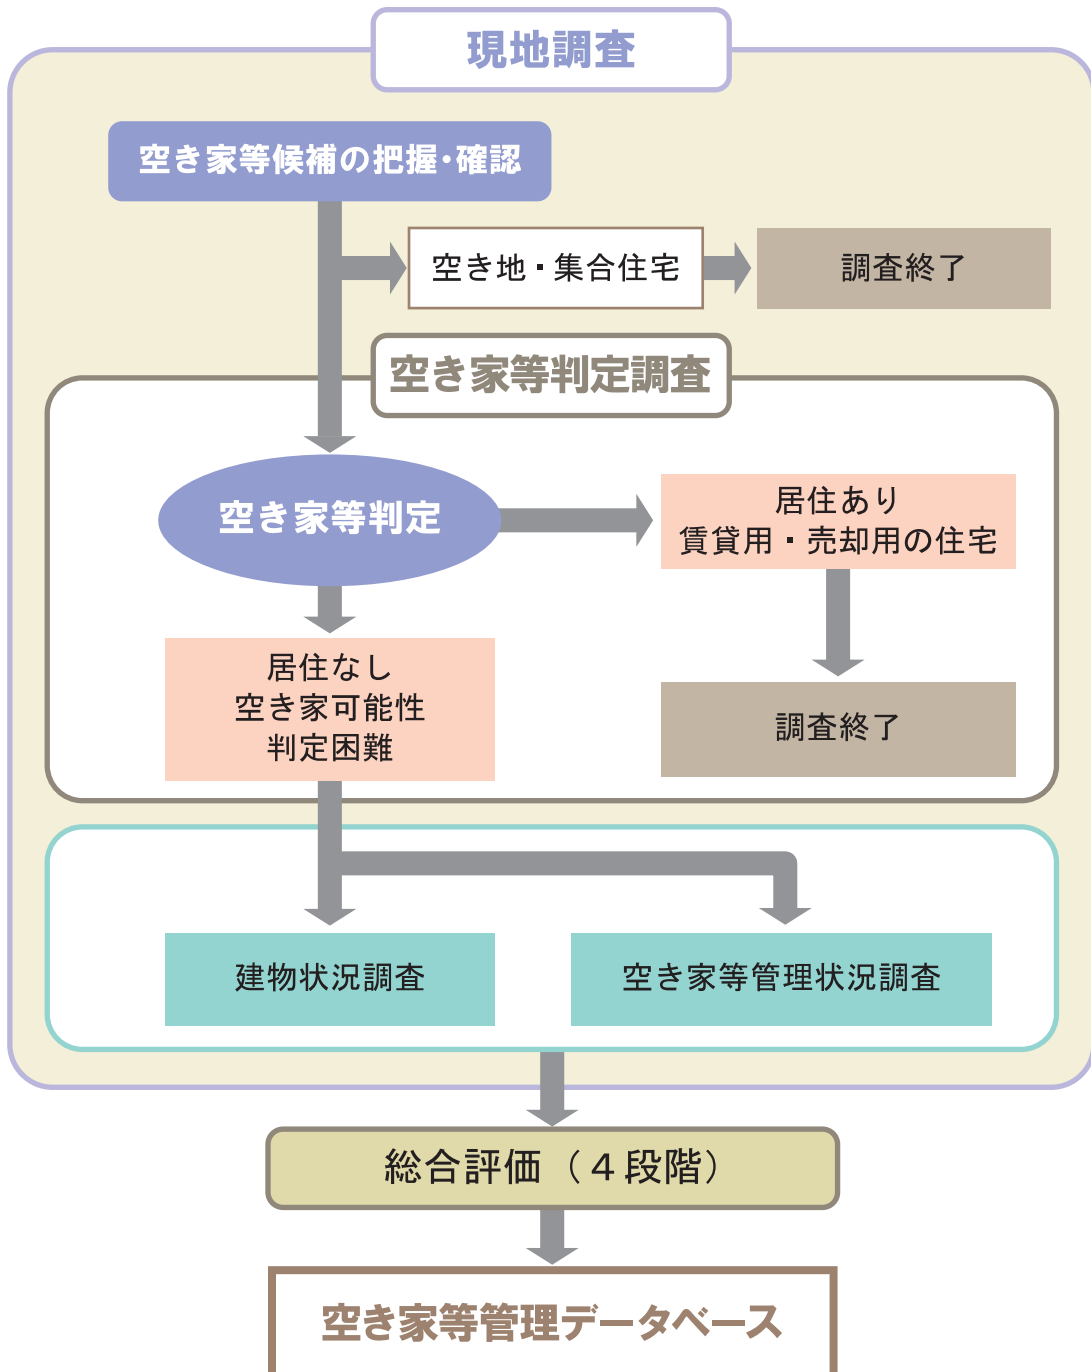 現地調査
空き家等候補の把握・確認
空き地・集合住宅
調査終了
空き家等判定調査
空き家等判定
居住あり
賃貸用・売却用の住宅
居住なし
空き家可能性
判定困難
調査終了
建物状況調査
空き家等管理状況調査
総合評価（４段階）
空き家等管理データベース